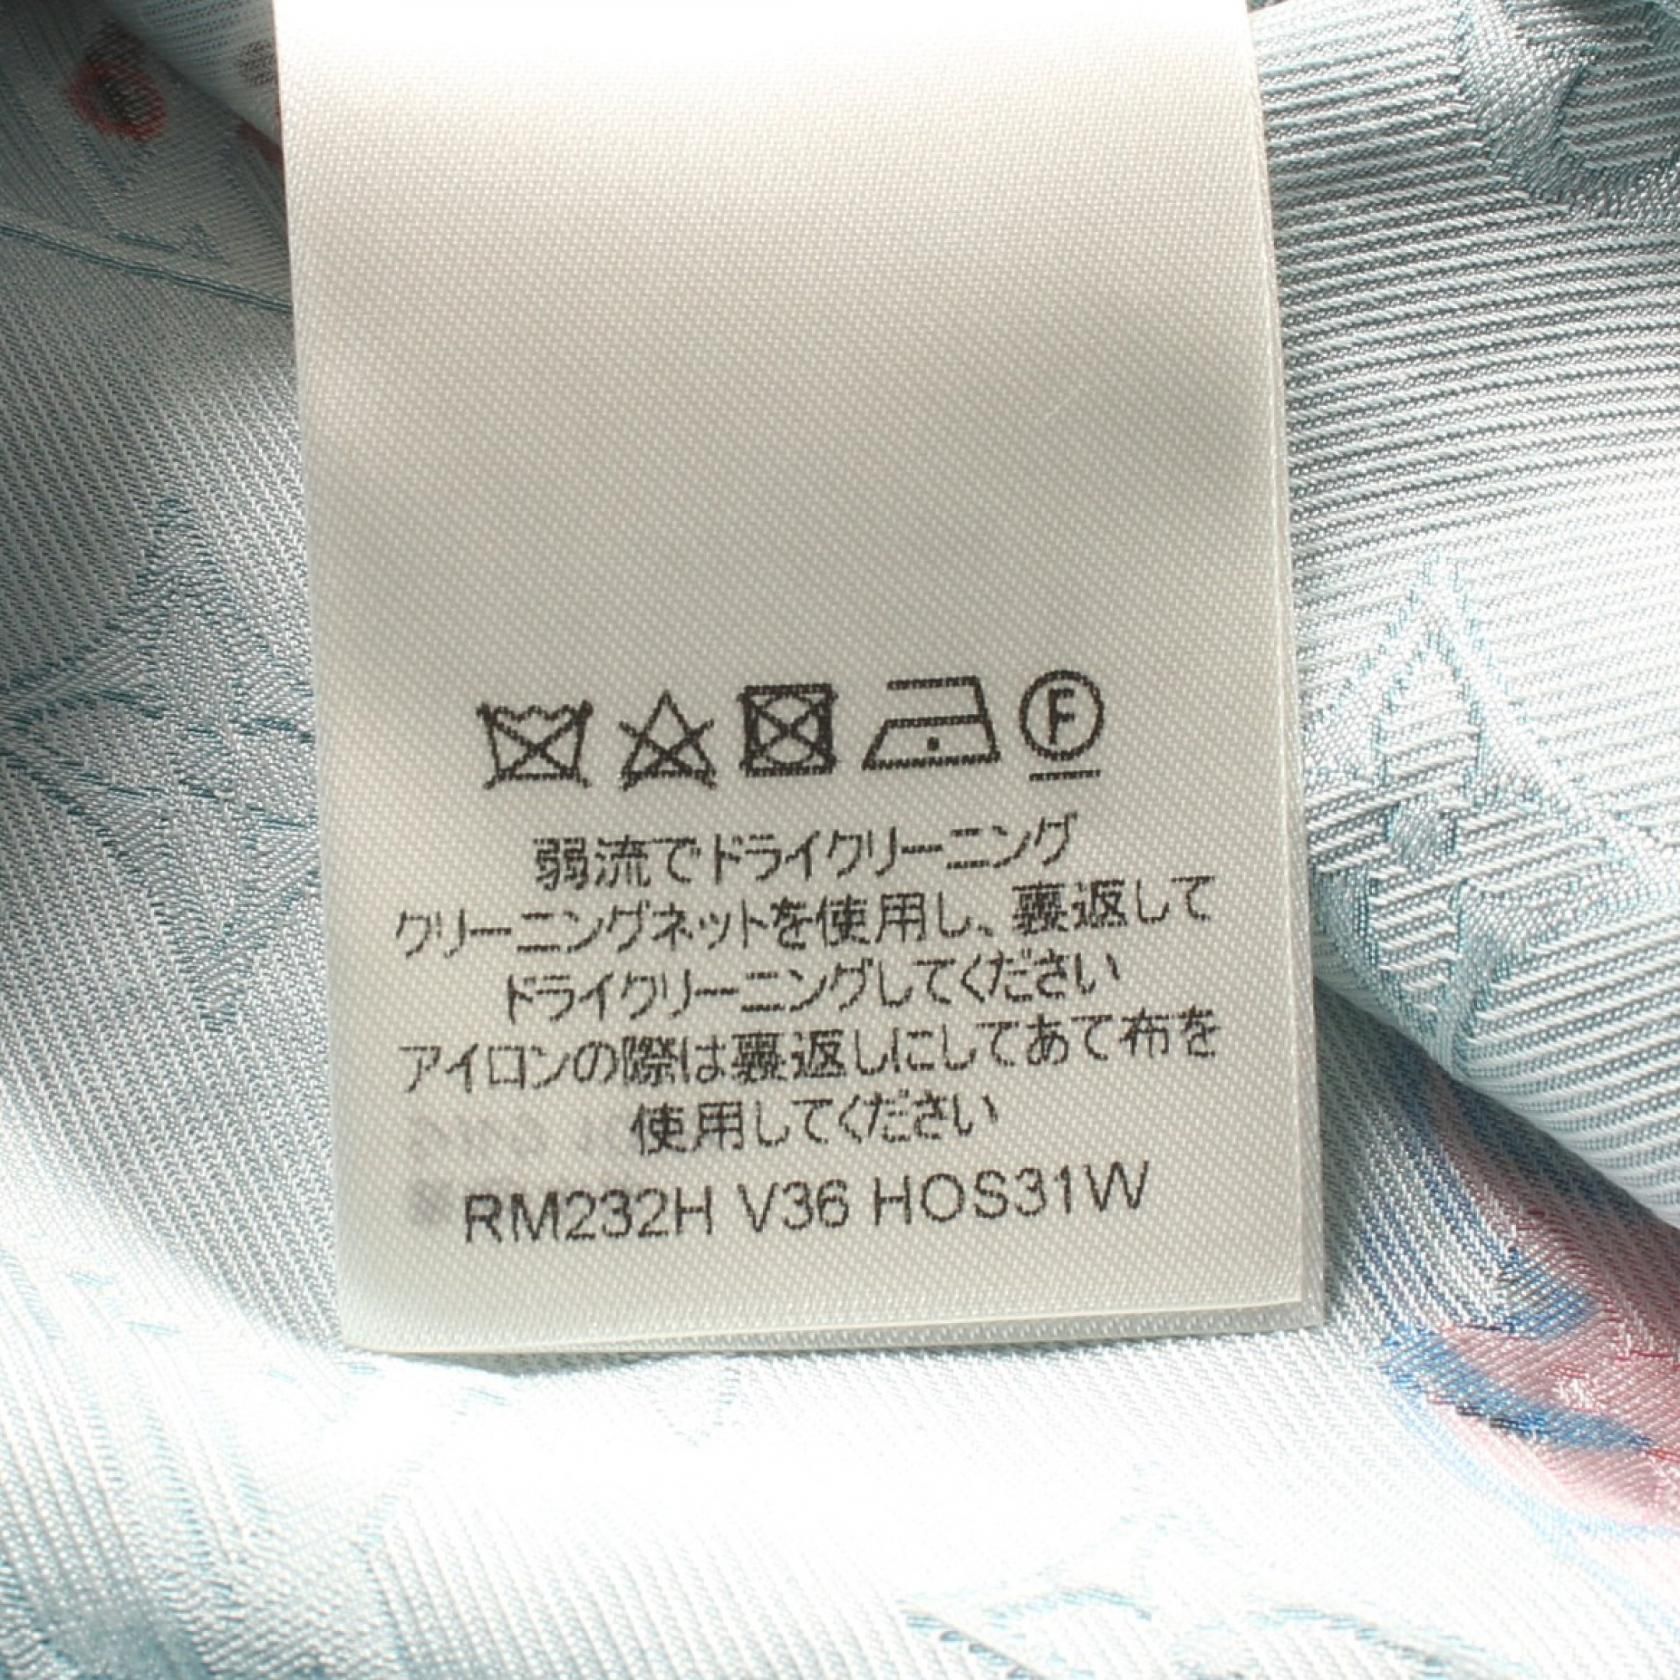 F
弱流でドライクリーニング
クリーニングネットを使用し、裏返して
ドライクリーニングしてください
アイロンの際は裏返しにしてあて布を
使用してください
RM232H V36 HOS31W